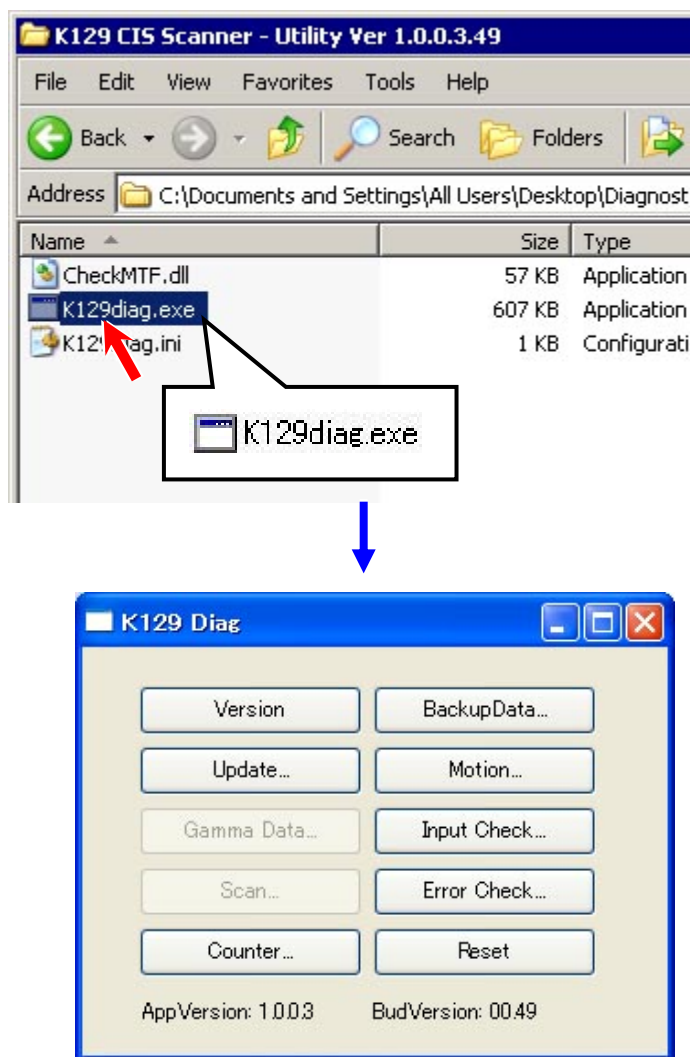 K129 CIS Scanner - Utility Ver 1.0.0.3.49
File Edit View Favorites Tools Help
Back Search Folders
Address C:\Documents and Settings\All Users\Desktop\Diagnost
Name Size Type
CheckMTF.dll 57 KB Application
K129diag.exe 607 KB Application
K129diag.ini 1 KB Configurati
K129diag.exe
K129 Diag
Version BackupData...
Update... Motion...
Gamma Data... Input Check...
Scan... Error Check...
Counter... Reset
AppVersion: 1.0.0.3 BudVersion: 00.49